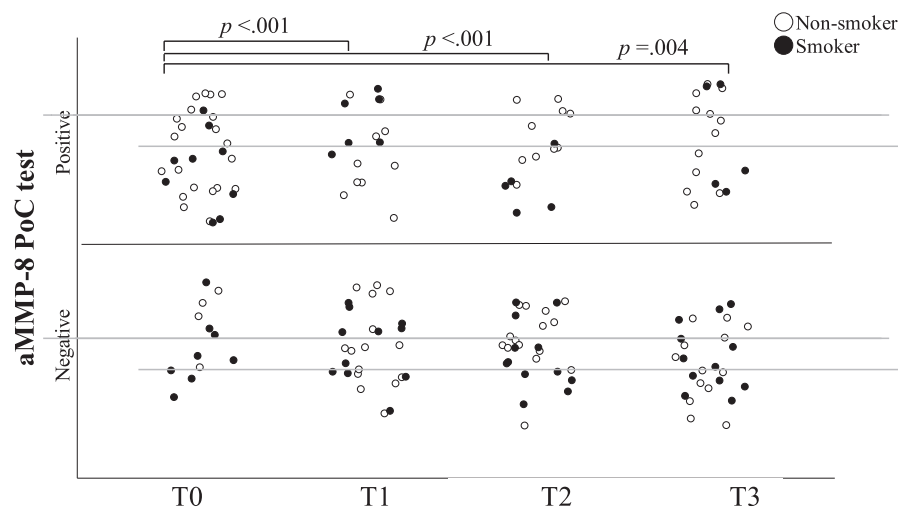 p <.001
p <.001
p =.004
Non-smoker
Smoker
aMMP-8 PoC test
Positive
Negative
T0
T1
T2
T3